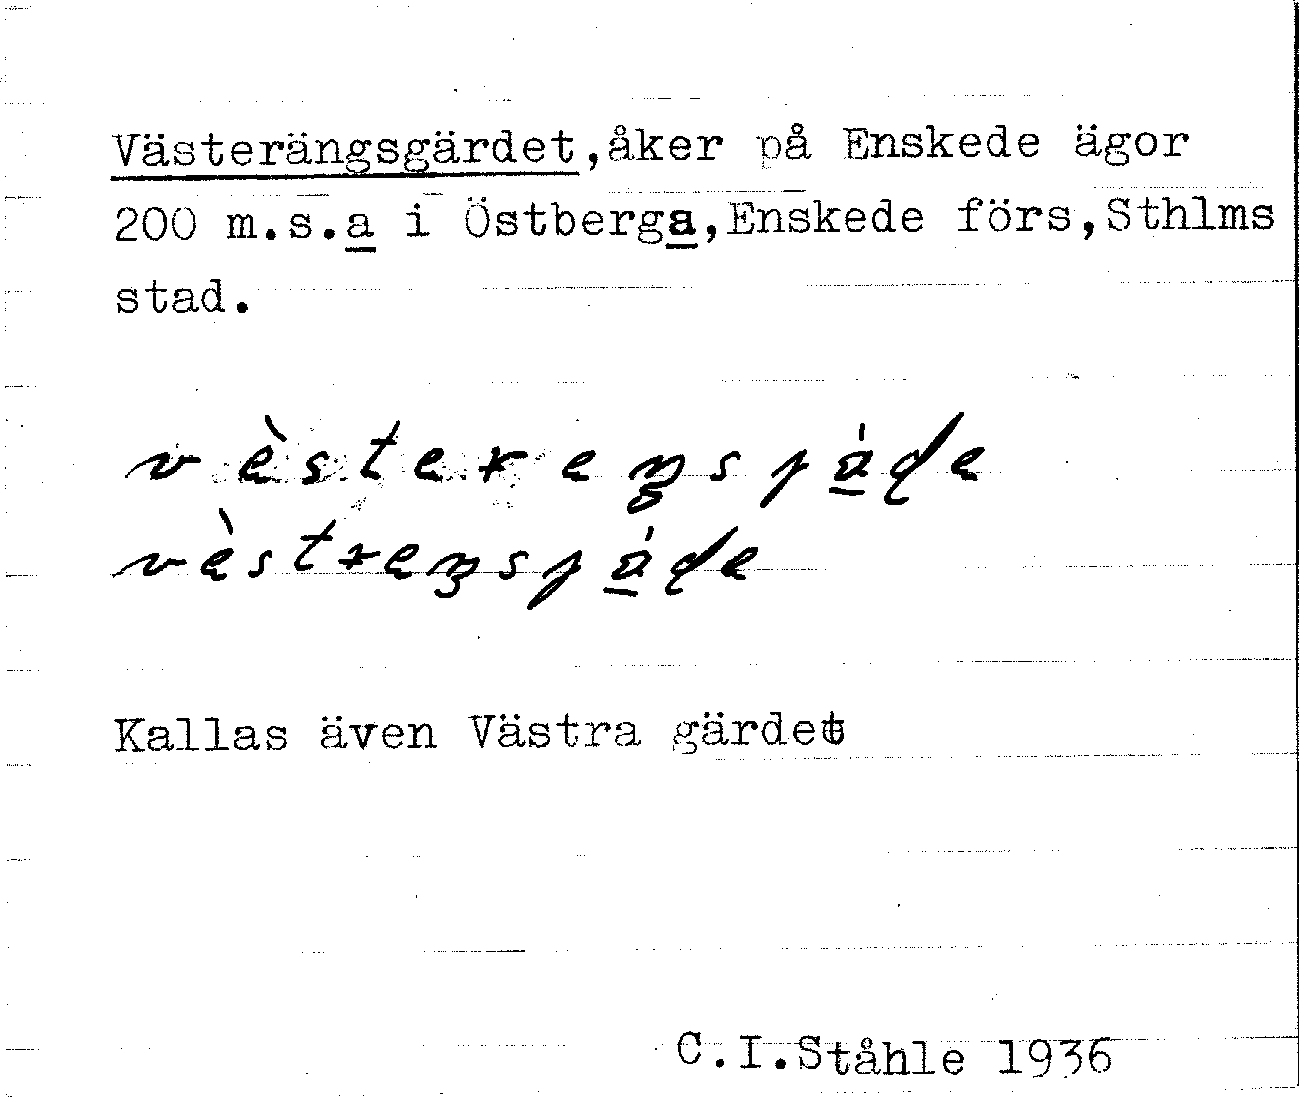 Västerängsgärdet,åker på Enskede ägor
200 m.s.a i Östberga,Enskede förs,Sthlms
stad.
Kallas även Västra gärdet
C.I.Ståhle 1936